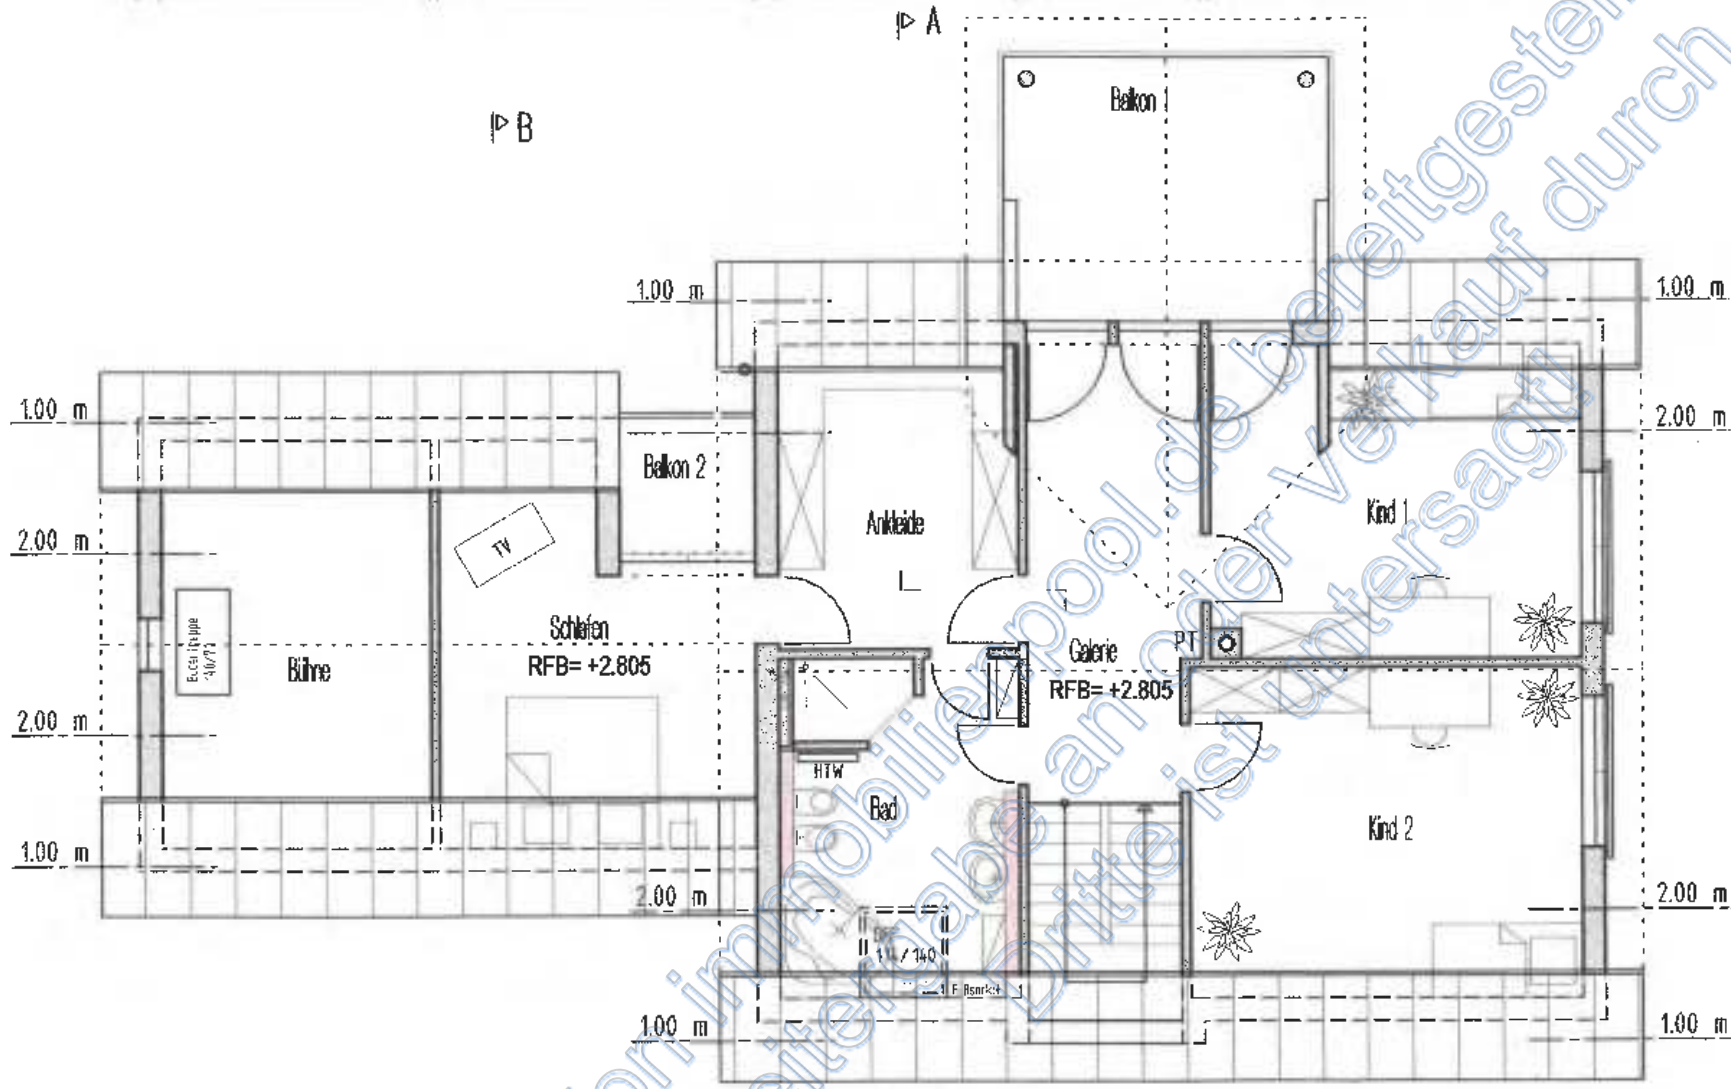 A
B
Balkon
1.00 m
1.00 m
1.00 m
2.00 m
Balkon 2
Ankleide
Kind 1
TV
2.00 m
Schlafen
RFB= +2.805
Bühne
Galerie
RFB= +2.805
PT
2.00 m
HTW
Bad
Kind 2
1.00 m
2.00 m
2.00 m
/ 140
1.00 m
1.00 m
immobilienpool.de bereitgestellt
Weitergabe an oder Verkauf durch
Dritte ist untersagt!